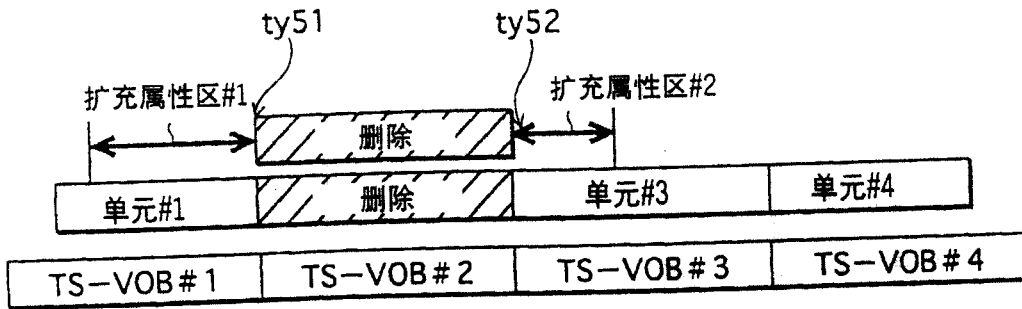 ty51 ty52
扩充属性区#1 扩充属性区#2
删除
单元#1 删除 单元#3 单元#4
TS-VOB#1 TS-VOB#2 TS-VOB#3 TS-VOB#4